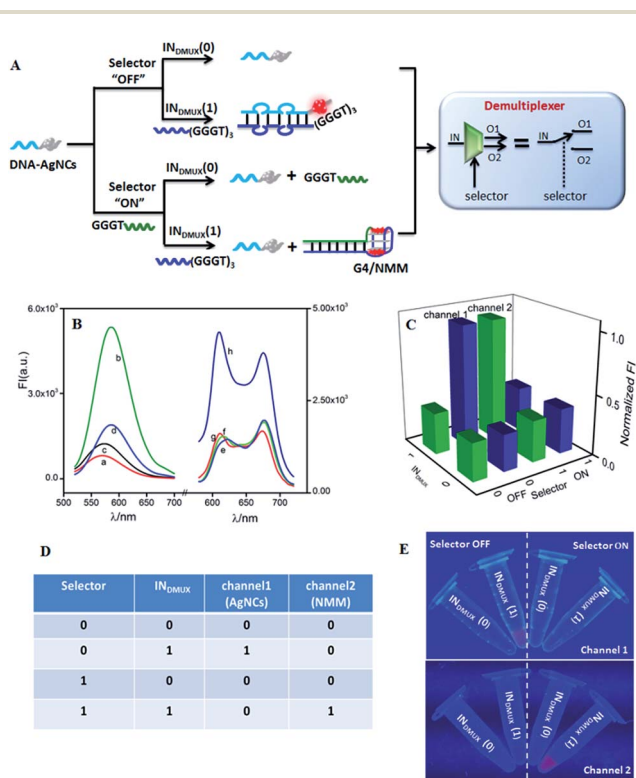 A
Selector
"OFF"
IN_DMUX(0)
IN_DMUX(1)
(GGGT)3
(GGGT)3
DNA-AgNCs
Selector
"ON"
GGGT
IN_DMUX(0)
+ GGGT
IN_DMUX(1)
(GGGT)3
+
G4/NMM
Demultiplexer
IN
O1
O2
=
IN
O1
O2
selector
selector
B
FI(a.u.)
6.0x10³
3.0x10³
0.0
5.00x10³
2.50x10³
0.00
b
d
c
a
h
g
f
e
500 550 600 650 700
600 650 700
λ/nm
λ/nm
C
channel 1
channel 2
1.0
0.5
0.0
Normalized FI
1
0
IN_DMUX
0
0
1
1
OFF Selector ON
D
Selector IN_DMUX channel1 (AgNCs) channel2 (NMM)
0 0 0 0
0 1 1 0
1 0 0 0
1 1 0 1
E
Selector OFF
Selector ON
IN_DMUX (0)
IN_DMUX (1)
IN_DMUX (0)
IN_DMUX (1)
Channel 1
IN_DMUX (0)
IN_DMUX (1)
IN_DMUX (0)
IN_DMUX (1)
Channel 2